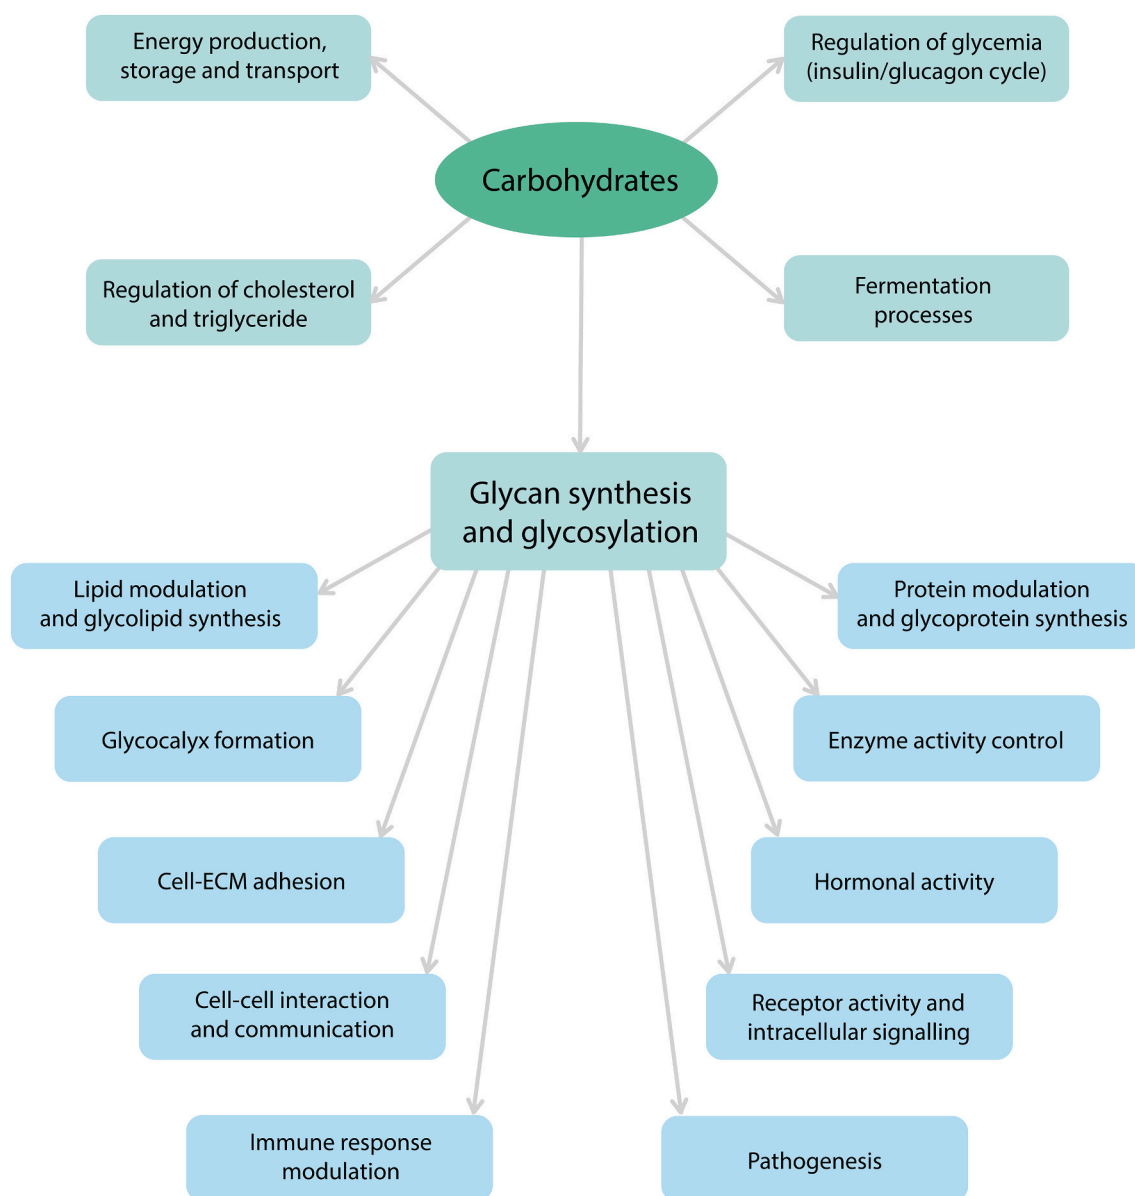 Energy production,
storage and transport
Regulation of glycemia
(insulin/glucagon cycle)
Carbohydrates
Regulation of cholesterol
and triglyceride
Fermentation
processes
Glycan synthesis
and glycosylation
Lipid modulation
and glycolipid synthesis
Protein modulation
and glycoprotein synthesis
Glycocalyx formation
Enzyme activity control
Cell-ECM adhesion
Hormonal activity
Cell-cell interaction
and communication
Receptor activity and
intracellular signalling
Immune response
modulation
Pathogenesis